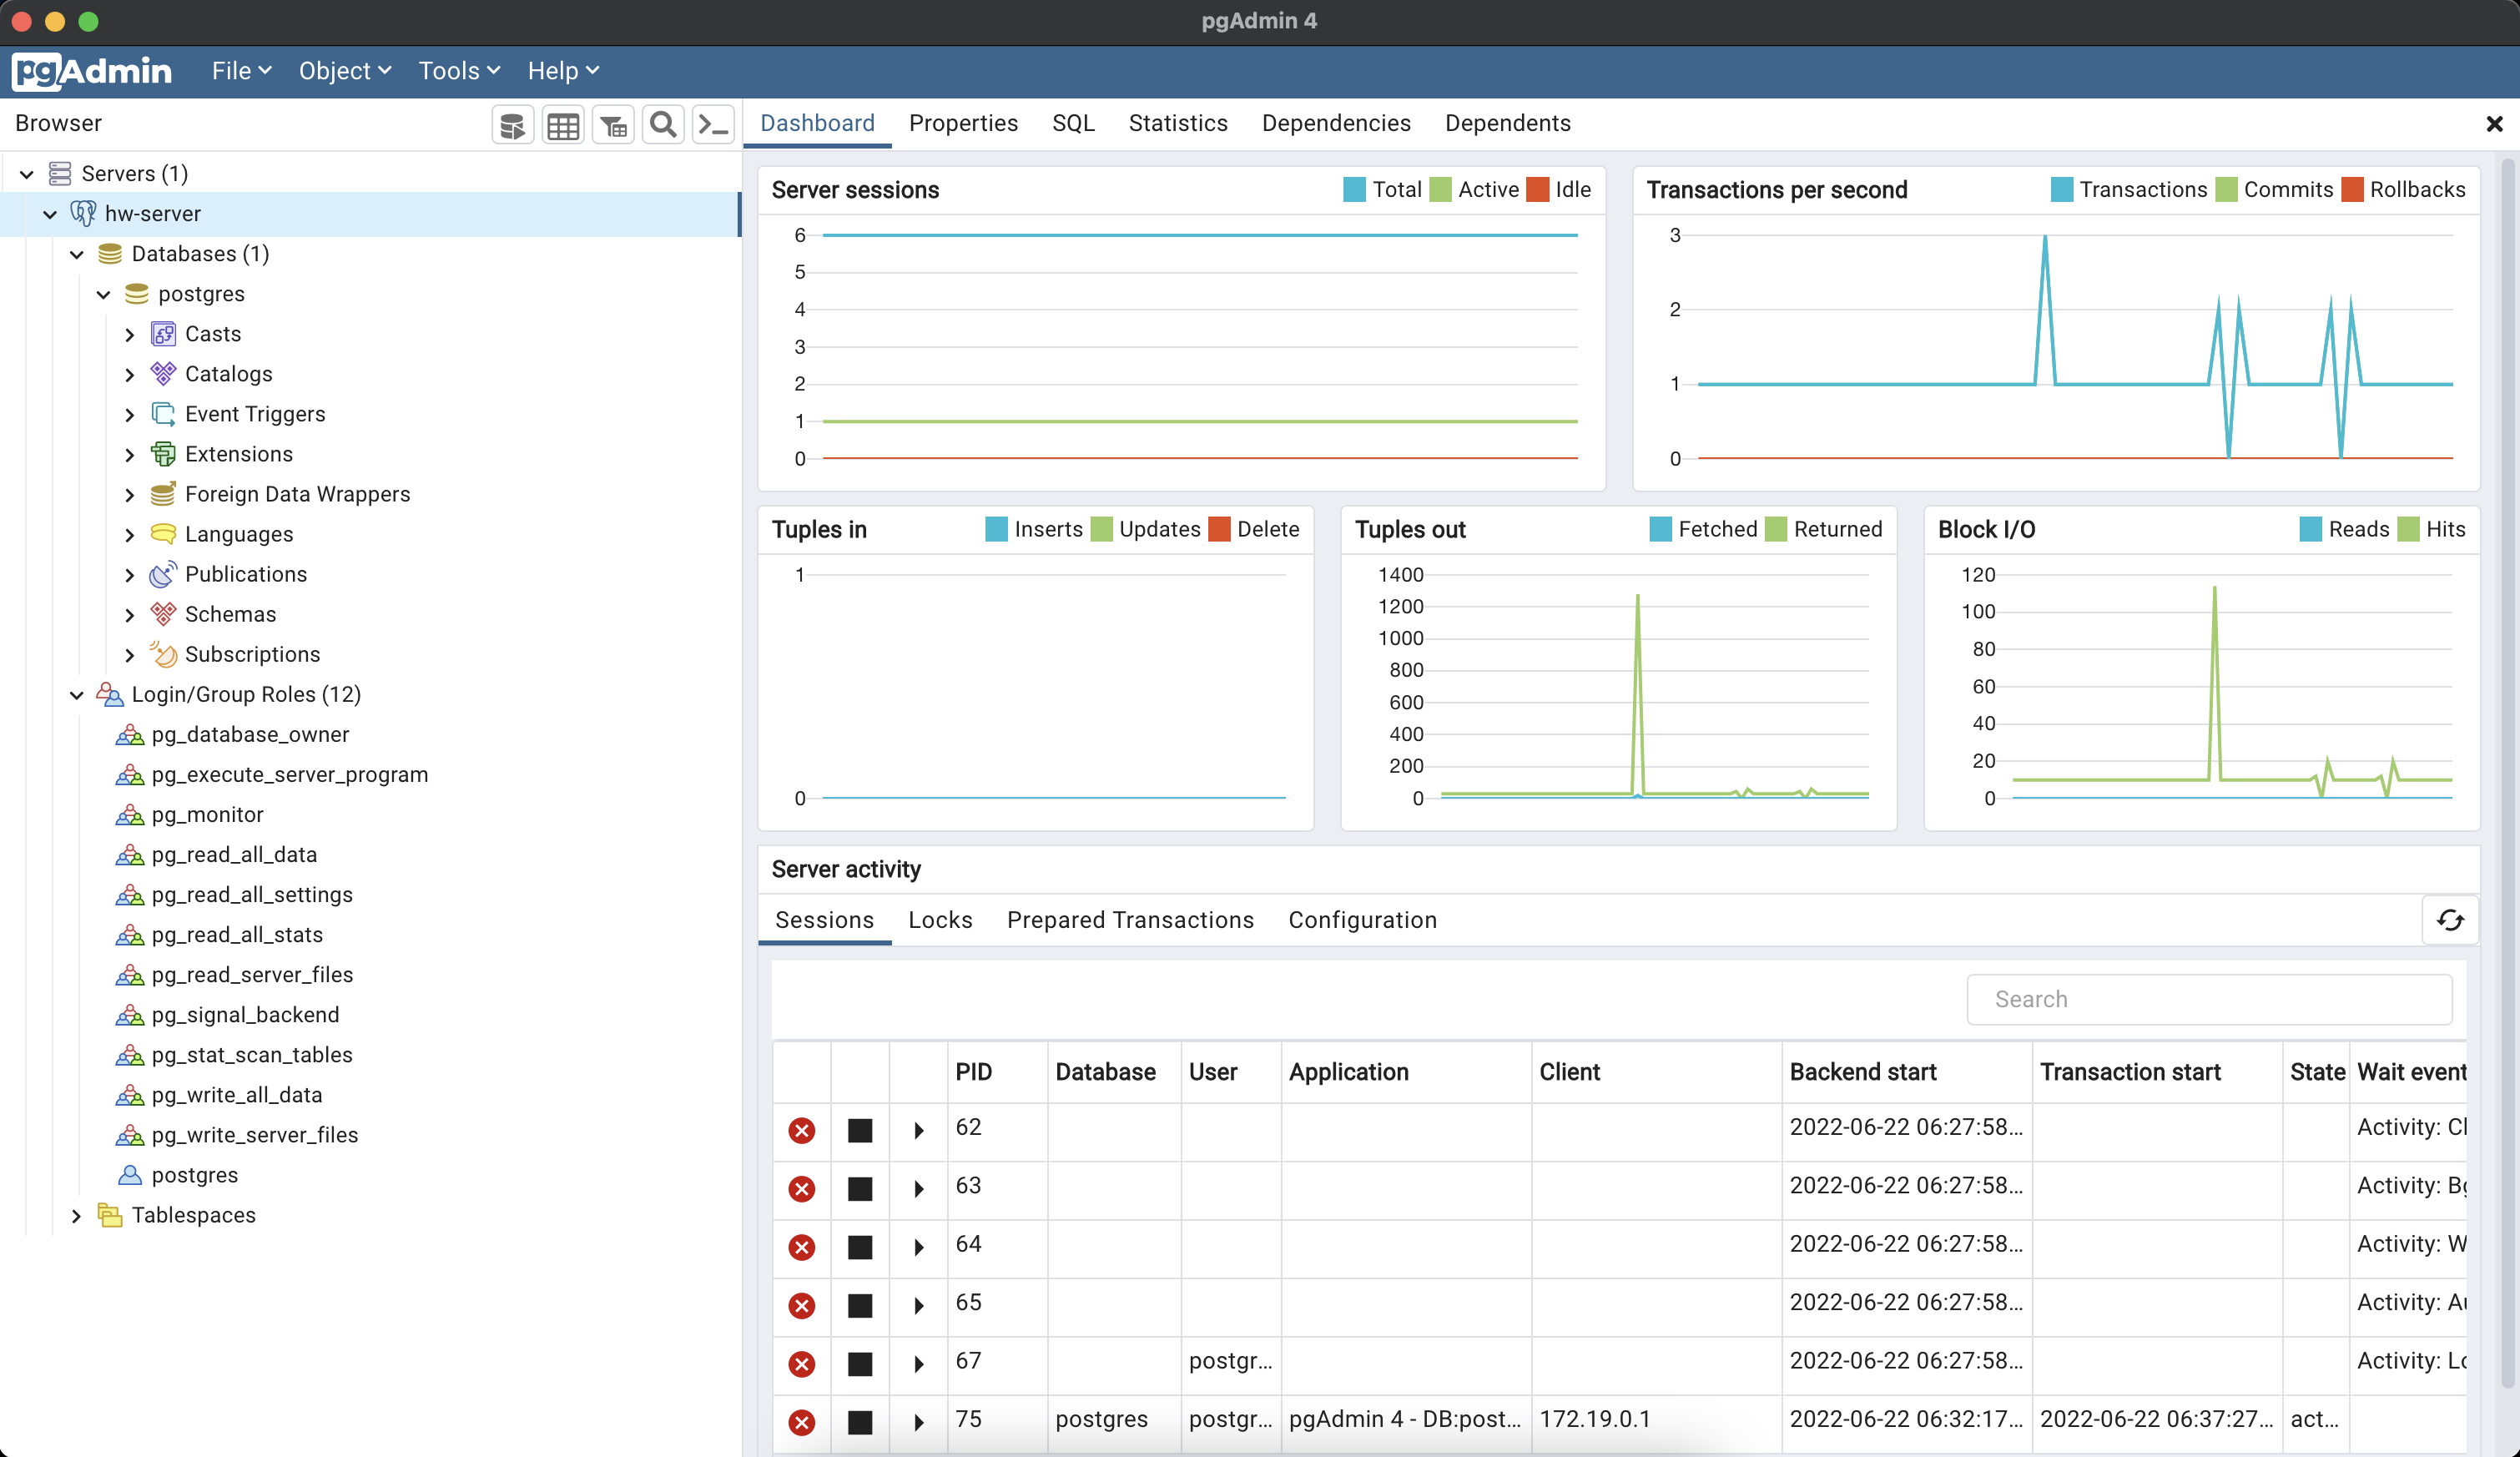 pgAdmin 4
pgAdmin File Object Tools Help
Browser
Servers (1)
hw-server
Databases (1)
postgres
Casts
Catalogs
Event Triggers
Extensions
Foreign Data Wrappers
Languages
Publications
Schemas
Subscriptions
Login/Group Roles (12)
pg_database_owner
pg_execute_server_program
pg_monitor
pg_read_all_data
pg_read_all_settings
pg_read_all_stats
pg_read_server_files
pg_signal_backend
pg_stat_scan_tables
pg_write_all_data
pg_write_server_files
postgres
Tablespaces
Dashboard Properties SQL Statistics Dependencies Dependents
Server sessions Total Active Idle
6
5
4
3
2
1
0
Transactions per second Transactions Commits Rollbacks
3
2
1
0
Tuples in Inserts Updates Delete
1
0
Tuples out Fetched Returned
1400
1200
1000
800
600
400
200
0
Block I/O Reads Hits
120
100
80
60
40
20
0
Server activity
Sessions Locks Prepared Transactions Configuration
Search
PID Database User Application Client Backend start Transaction start State Wait event
62 2022-06-22 06:27:58... Activity: Cl
63 2022-06-22 06:27:58... Activity: Bg
64 2022-06-22 06:27:58... Activity: W
65 2022-06-22 06:27:58... Activity: Au
67 postgr... 2022-06-22 06:27:58... Activity: Lo
75 postgres postgr... pgAdmin 4 - DB:post... 172.19.0.1 2022-06-22 06:32:17... 2022-06-22 06:37:27... act...